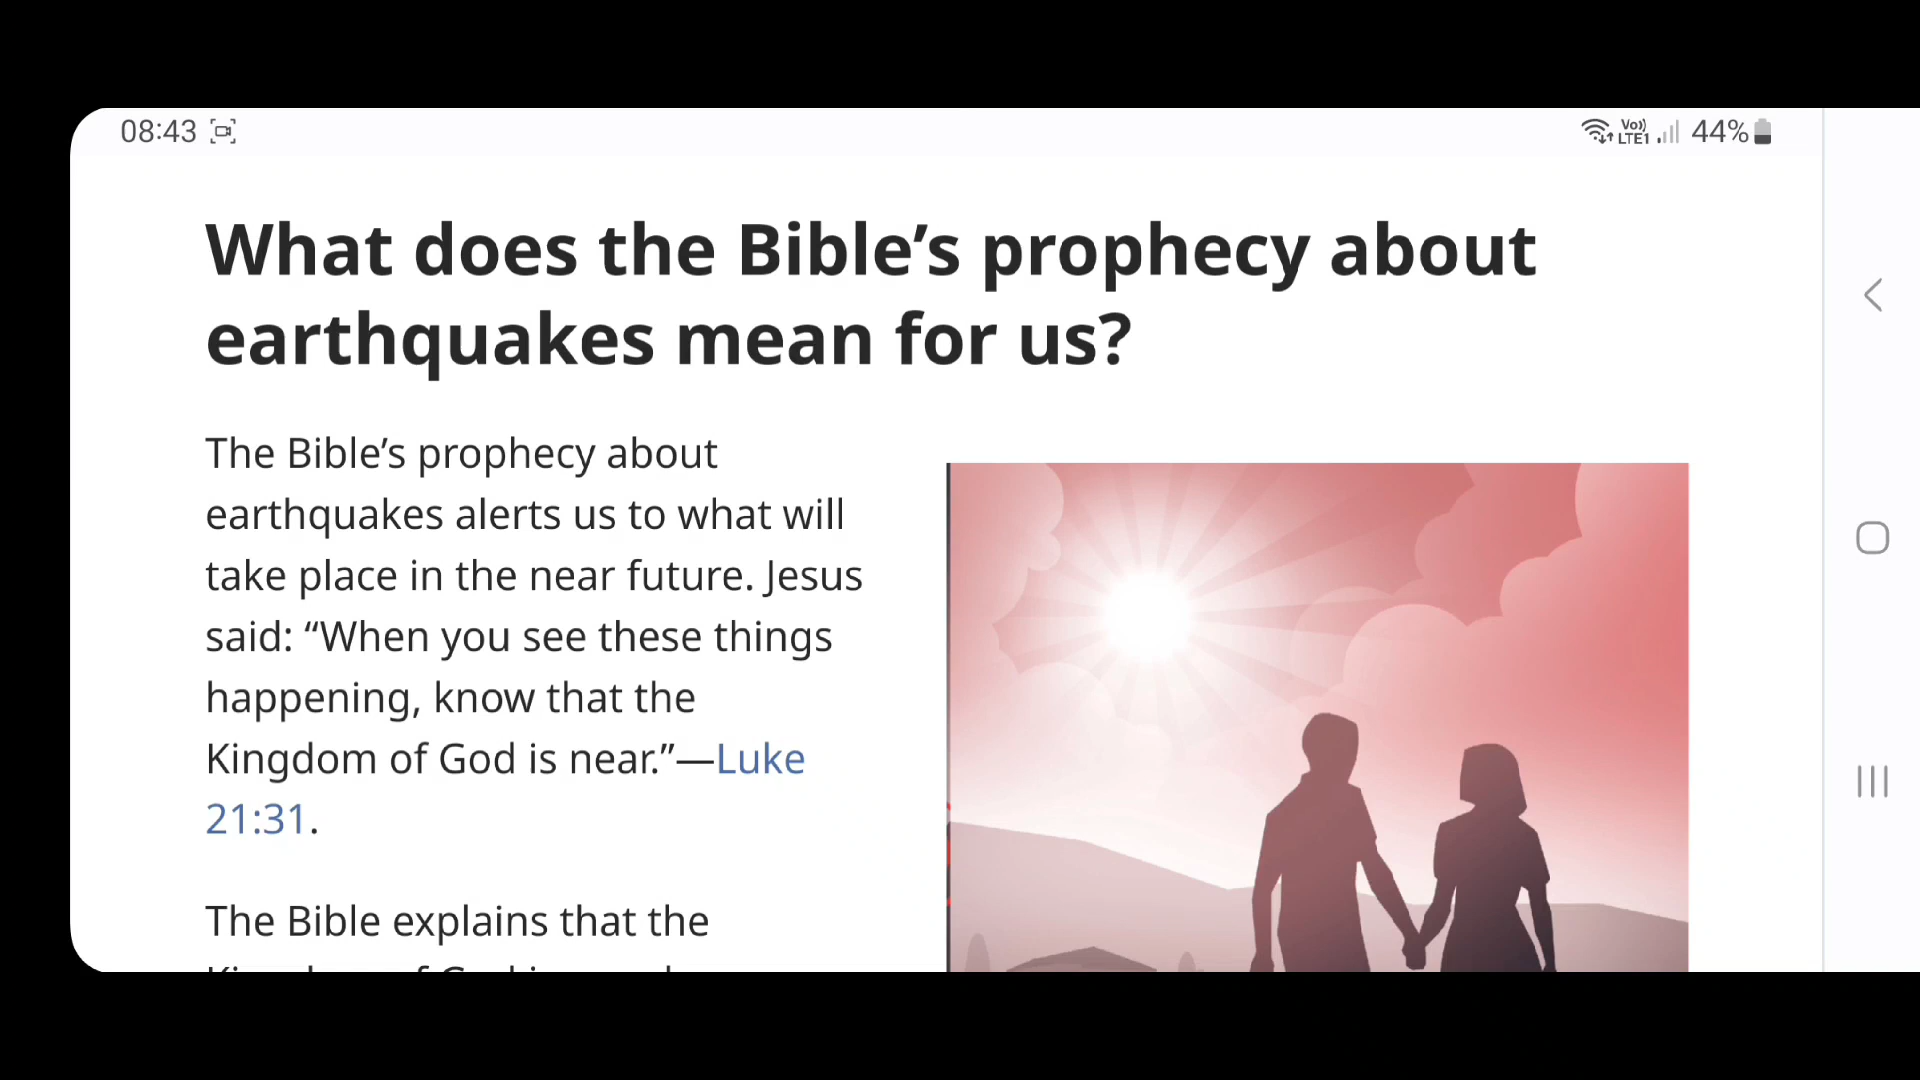 08:43
Vo))
LTE1
44%
What does the Bible’s prophecy about
earthquakes mean for us?
The Bible’s prophecy about
earthquakes alerts us to what will
take place in the near future. Jesus
said: “When you see these things
happening, know that the
Kingdom of God is near.”—Luke
21:31.
The Bible explains that the